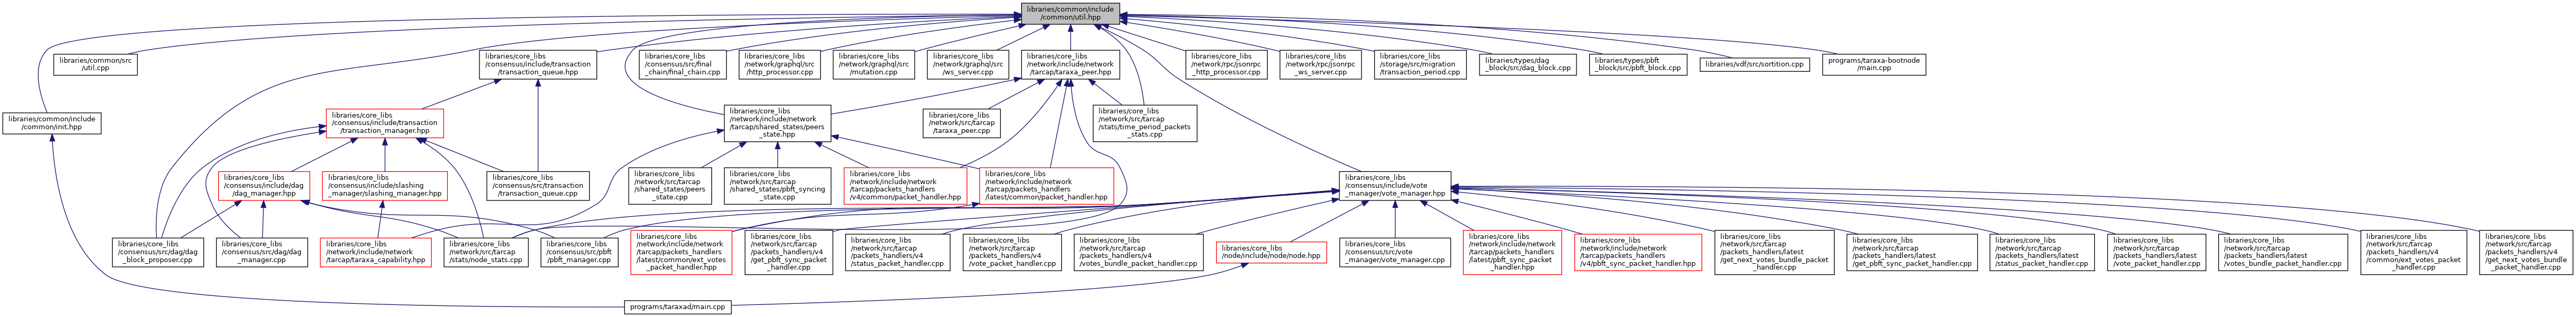 libraries/common/include
/common/util.hpp
libraries/common/src
/util.cpp
libraries/core_libs
/consensus/include/transaction
/transaction_queue.hpp
libraries/core_libs
/consensus/src/final
_chain/final_chain.cpp
libraries/core_libs
/network/graphql/src
/http_processor.cpp
libraries/core_libs
/network/graphql/src
/mutation.cpp
libraries/core_libs
/network/graphql/src
/ws_server.cpp
libraries/core_libs
/network/include/network
/tarcap/taraxa_peer.hpp
libraries/core_libs
/network/rpc/jsonrpc
_http_processor.cpp
libraries/core_libs
/network/rpc/jsonrpc
_ws_server.cpp
libraries/core_libs
/storage/src/migration
/transaction_period.cpp
libraries/types/dag
_block/src/dag_block.cpp
libraries/types/pbft
_block/src/pbft_block.cpp
libraries/vdf/src/sortition.cpp
programs/taraxa-bootnode
/main.cpp
libraries/common/include
/common/init.hpp
libraries/core_libs
/consensus/include/transaction
/transaction_manager.hpp
libraries/core_libs
/network/include/network
/tarcap/shared_states/peers
_state.hpp
libraries/core_libs
/network/src/tarcap
/taraxa_peer.cpp
libraries/core_libs
/network/src/tarcap
/stats/time_period_packets
_stats.cpp
libraries/core_libs
/consensus/include/dag
/dag_manager.hpp
libraries/core_libs
/consensus/include/slashing
_manager/slashing_manager.hpp
libraries/core_libs
/consensus/src/transaction
/transaction_queue.cpp
libraries/core_libs
/network/src/tarcap
/shared_states/peers
_state.cpp
libraries/core_libs
/network/src/tarcap
/shared_states/pbft_syncing
_state.cpp
libraries/core_libs
/network/include/network
/tarcap/packets_handlers
/v4/common/packet_handler.hpp
libraries/core_libs
/network/include/network
/tarcap/packets_handlers
/latest/common/packet_handler.hpp
libraries/core_libs
/consensus/include/vote
_manager/vote_manager.hpp
libraries/core_libs
/consensus/src/dag/dag
_block_proposer.cpp
libraries/core_libs
/consensus/src/dag/dag
_manager.cpp
libraries/core_libs
/network/include/network
/tarcap/taraxa_capability.hpp
libraries/core_libs
/network/src/tarcap
/stats/node_stats.cpp
libraries/core_libs
/consensus/src/pbft
/pbft_manager.cpp
libraries/core_libs
/network/include/network
/tarcap/packets_handlers
/latest/common/ext_votes
_packet_handler.hpp
libraries/core_libs
/network/src/tarcap
/packets_handlers/v4
/get_pbft_sync_packet
_handler.cpp
libraries/core_libs
/network/src/tarcap
/packets_handlers/v4
/status_packet_handler.cpp
libraries/core_libs
/network/src/tarcap
/packets_handlers/v4
/vote_packet_handler.cpp
libraries/core_libs
/network/src/tarcap
/packets_handlers/v4
/votes_bundle_packet_handler.cpp
libraries/core_libs
/node/include/node/node.hpp
libraries/core_libs
/consensus/src/vote
_manager/vote_manager.cpp
libraries/core_libs
/network/include/network
/tarcap/packets_handlers
/latest/pbft_sync_packet
_handler.hpp
libraries/core_libs
/network/include/network
/tarcap/packets_handlers
/v4/pbft_sync_packet_handler.hpp
libraries/core_libs
/network/src/tarcap
/packets_handlers/latest
/get_next_votes_bundle_packet
_handler.cpp
libraries/core_libs
/network/src/tarcap
/packets_handlers/latest
/get_pbft_sync_packet_handler.cpp
libraries/core_libs
/network/src/tarcap
/packets_handlers/latest
/status_packet_handler.cpp
libraries/core_libs
/network/src/tarcap
/packets_handlers/latest
/vote_packet_handler.cpp
libraries/core_libs
/network/src/tarcap
/packets_handlers/latest
/votes_bundle_packet_handler.cpp
libraries/core_libs
/network/src/tarcap
/packets_handlers/v4
/common/ext_votes_packet
_handler.cpp
libraries/core_libs
/network/src/tarcap
/packets_handlers/v4
/get_next_votes_bundle
_packet_handler.cpp
programs/taraxad/main.cpp